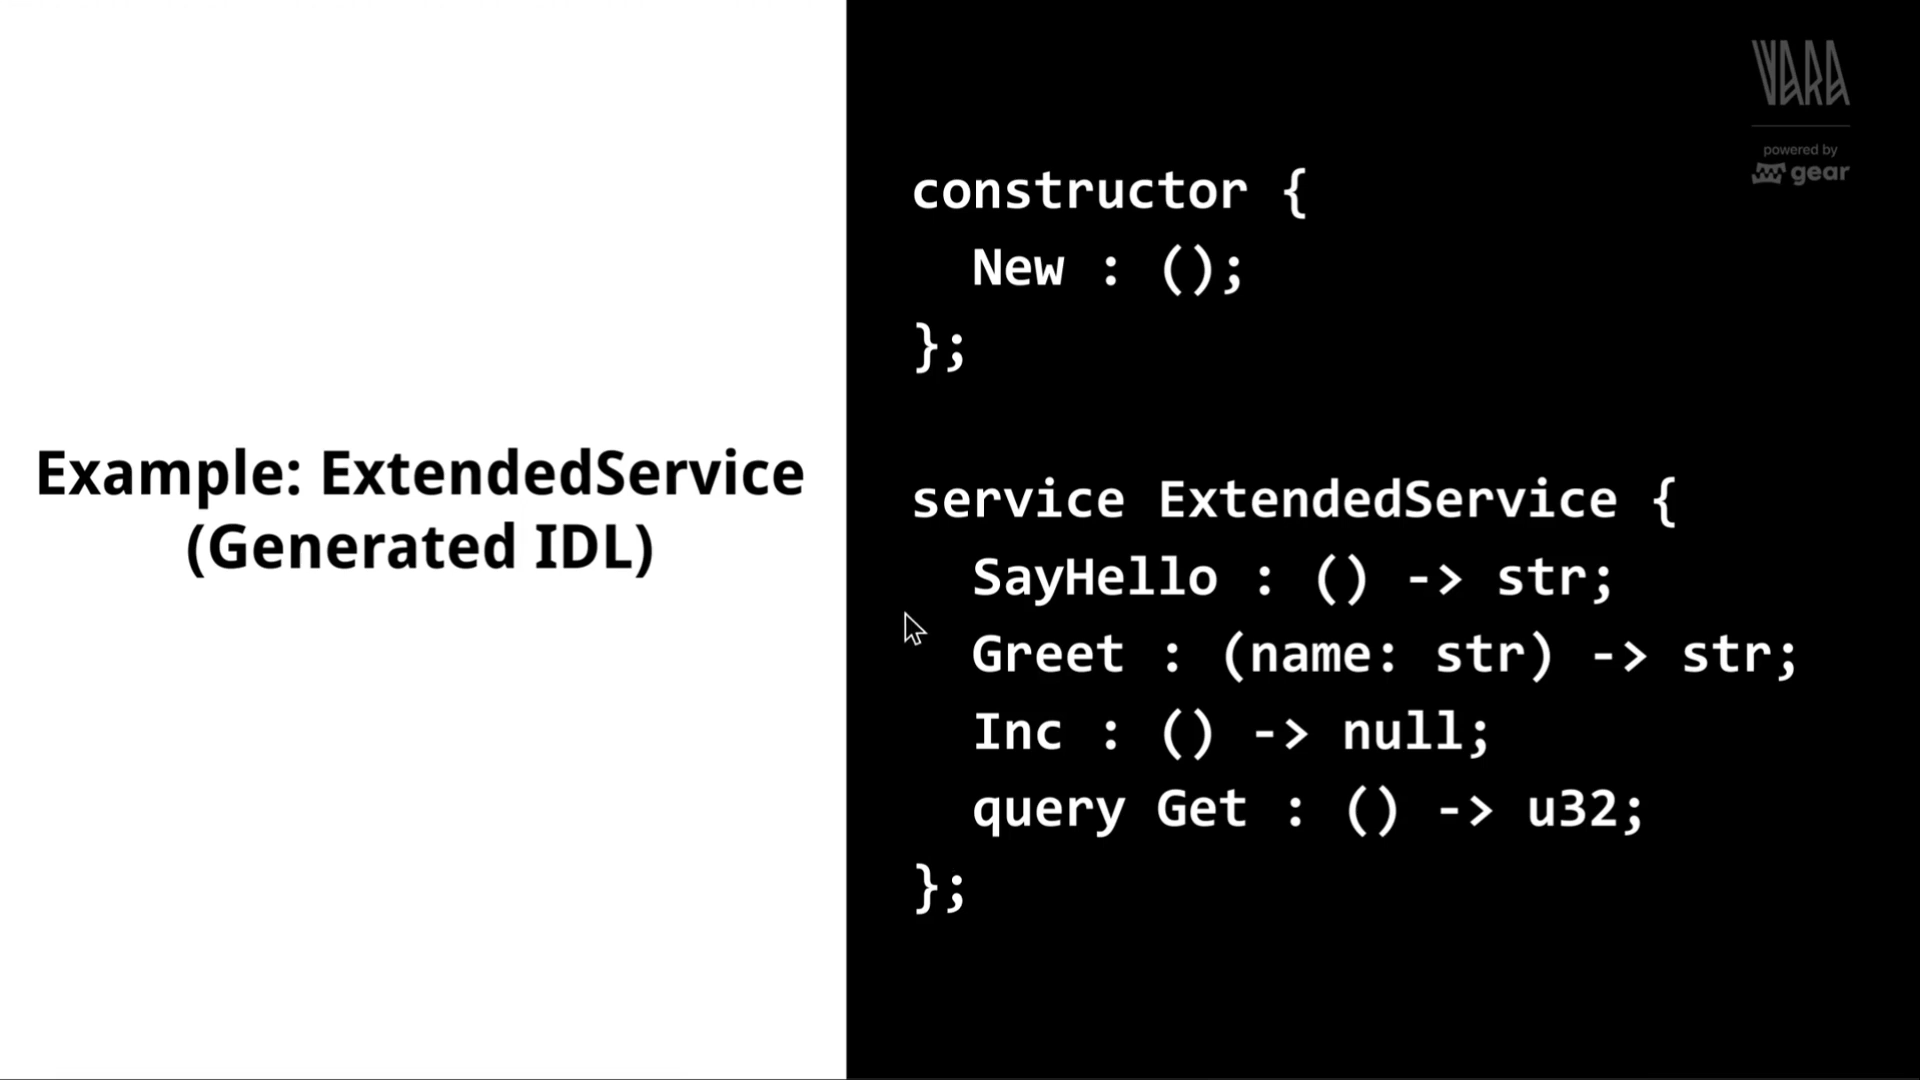 Example: ExtendedService
(Generated IDL)
VARA
powered by
gear
constructor {
  New : ();
};
service ExtendedService {
  SayHello : () -> str;
  Greet : (name: str) -> str;
  Inc : () -> null;
  query Get : () -> u32;
};